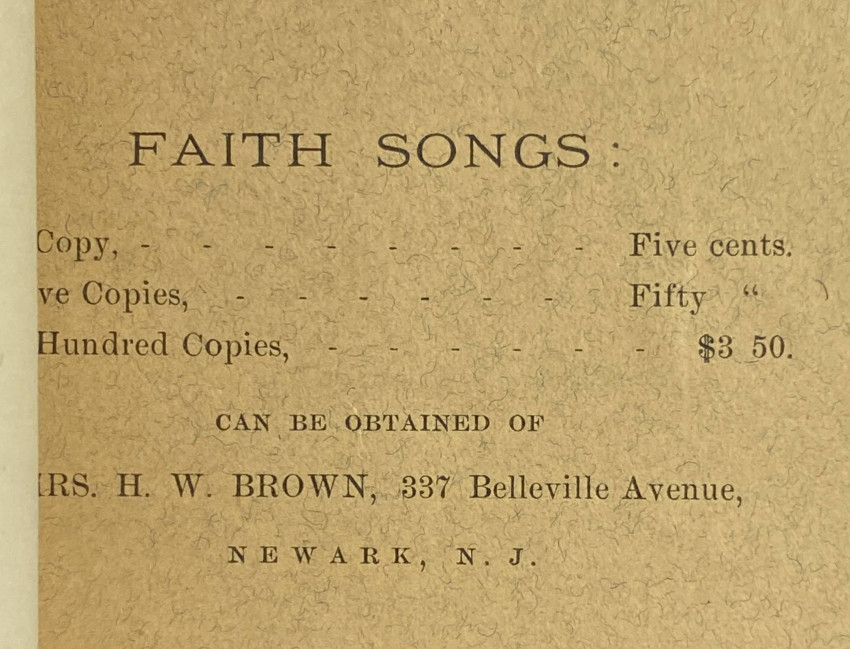 FAITH SONGS:
Copy, - - - - - - - - Five cents.
ve Copies, - - - - - - Fifty “
Hundred Copies, - - - - - - $3 50.
CAN BE OBTAINED OF
RS. H. W. BROWN, 337 Belleville Avenue,
NEWARK, N. J.